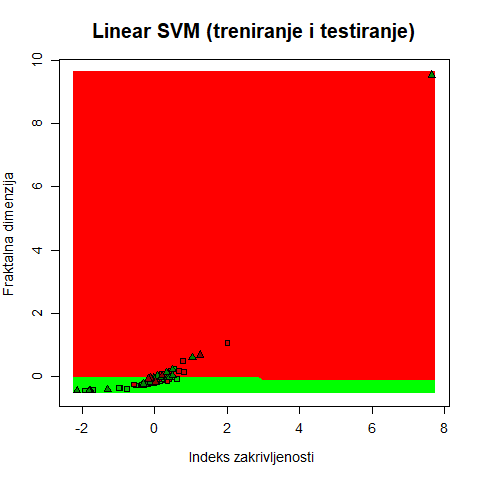 Linear SVM (treniranje i testiranje)
10
8
6
4
2
0
Fraktalna dimenzija
-2 0 2 4 6 8
Indeks zakrivljenosti